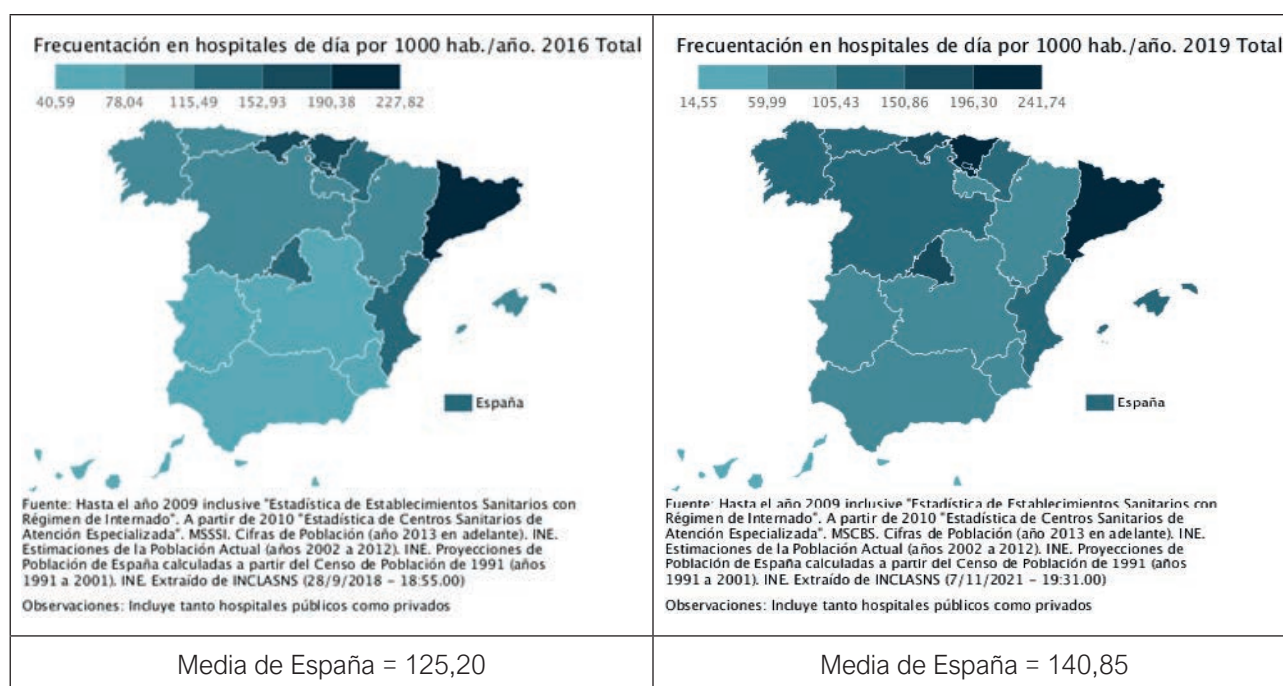 Frecuentación en hospitales de día por 1000 hab./año. 2016 Total
40,59 78,04 115,49 152,93 190,38 227,82
España
Fuente: Hasta el año 2009 inclusive "Estadística de Establecimientos Sanitarios con
Régimen de Internado". A partir de 2010 "Estadística de Centros Sanitarios de
Atención Especializada". MSSSI. Cifras de Población (año 2013 en adelante). INE.
Estimaciones de la Población Actual (años 2002 a 2012). INE. Proyecciones de
Población de España calculadas a partir del Censo de Población de 1991 (años
1991 a 2001). INE. Extraído de INCLASNS (28/9/2018 - 18:55.00)
Observaciones: Incluye tanto hospitales públicos como privados
Media de España = 125,20
Frecuentación en hospitales de día por 1000 hab./año. 2019 Total
14,55 59,99 105,43 150,86 196,30 241,74
España
Fuente: Hasta el año 2009 inclusive "Estadística de Establecimientos Sanitarios con
Régimen de Internado". A partir de 2010 "Estadística de Centros Sanitarios de
Atención Especializada". MSCBS. Cifras de Población (año 2013 en adelante). INE.
Estimaciones de la Población Actual (años 2002 a 2012). INE. Proyecciones de
Población de España calculadas a partir del Censo de Población de 1991 (años
1991 a 2001). INE. Extraído de INCLASNS (7/11/2021 - 19:31.00)
Observaciones: Incluye tanto hospitales públicos como privados
Media de España = 140,85